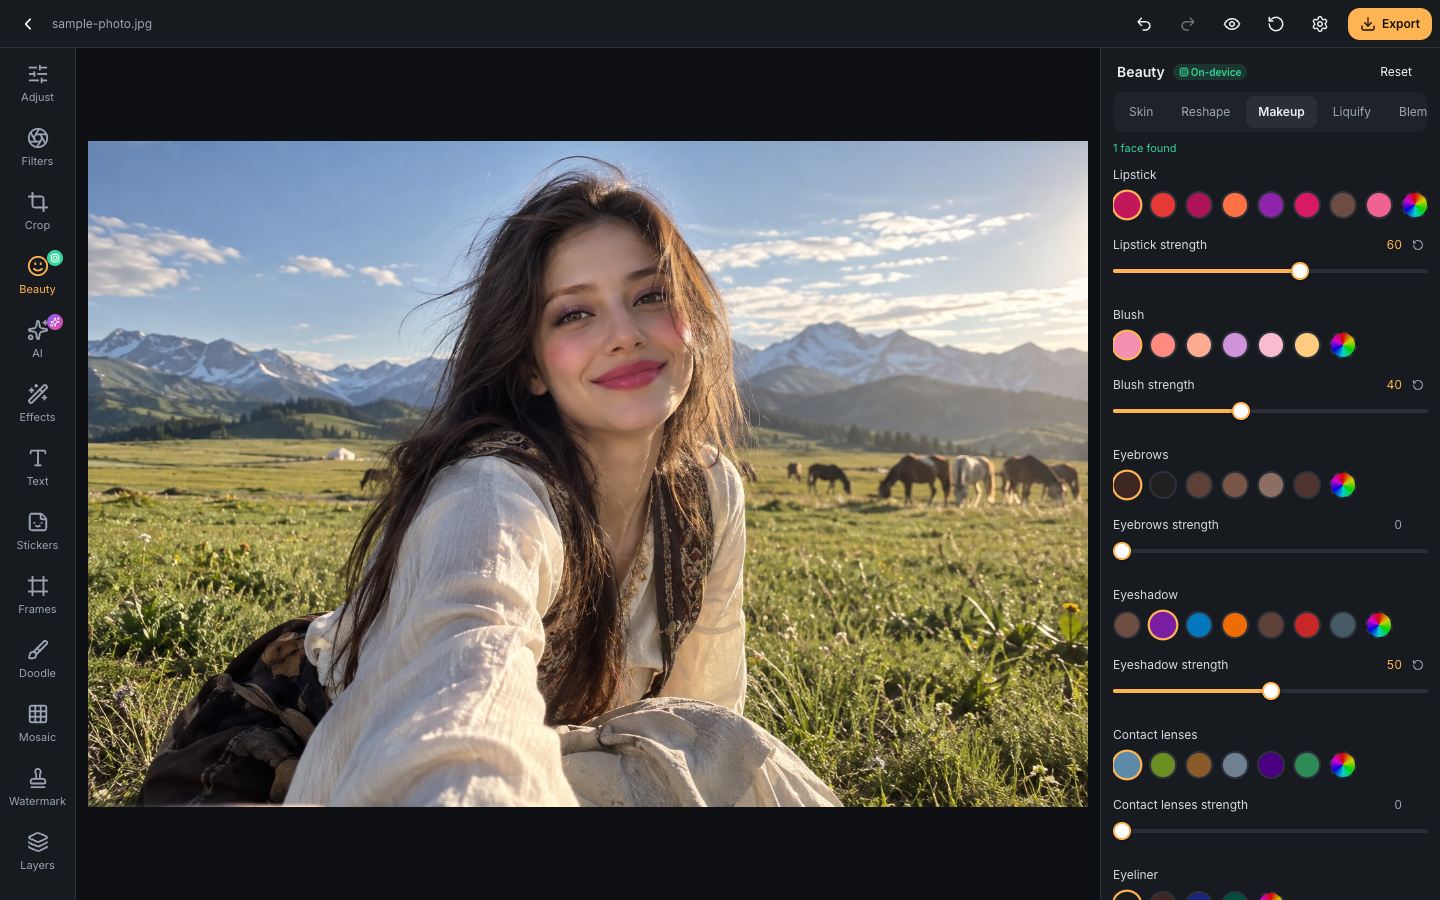 sample-photo.jpg
Export
Adjust
Filters
Crop
Beauty
AI
Effects
Text
Stickers
Frames
Doodle
Mosaic
Watermark
Layers
Beauty
On-device
Reset
Skin
Reshape
Makeup
Liquify
Blem
1 face found
Lipstick
Lipstick strength
60
Blush
Blush strength
40
Eyebrows
Eyebrows strength
0
Eyeshadow
Eyeshadow strength
50
Contact lenses
Contact lenses strength
0
Eyeliner